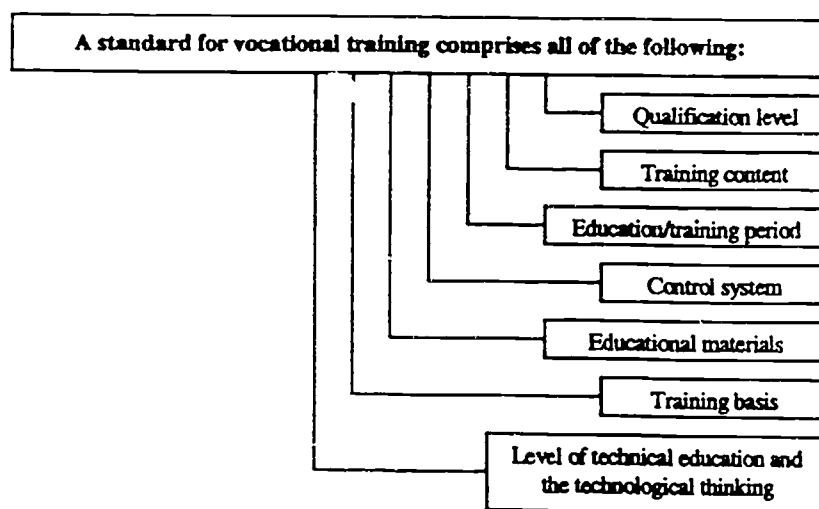 A standard for vocational training comprises all of the following:
Qualification level
Training content
Education/training period
Control system
Educational materials
Training basis
Level of technical education and
the technological thinking